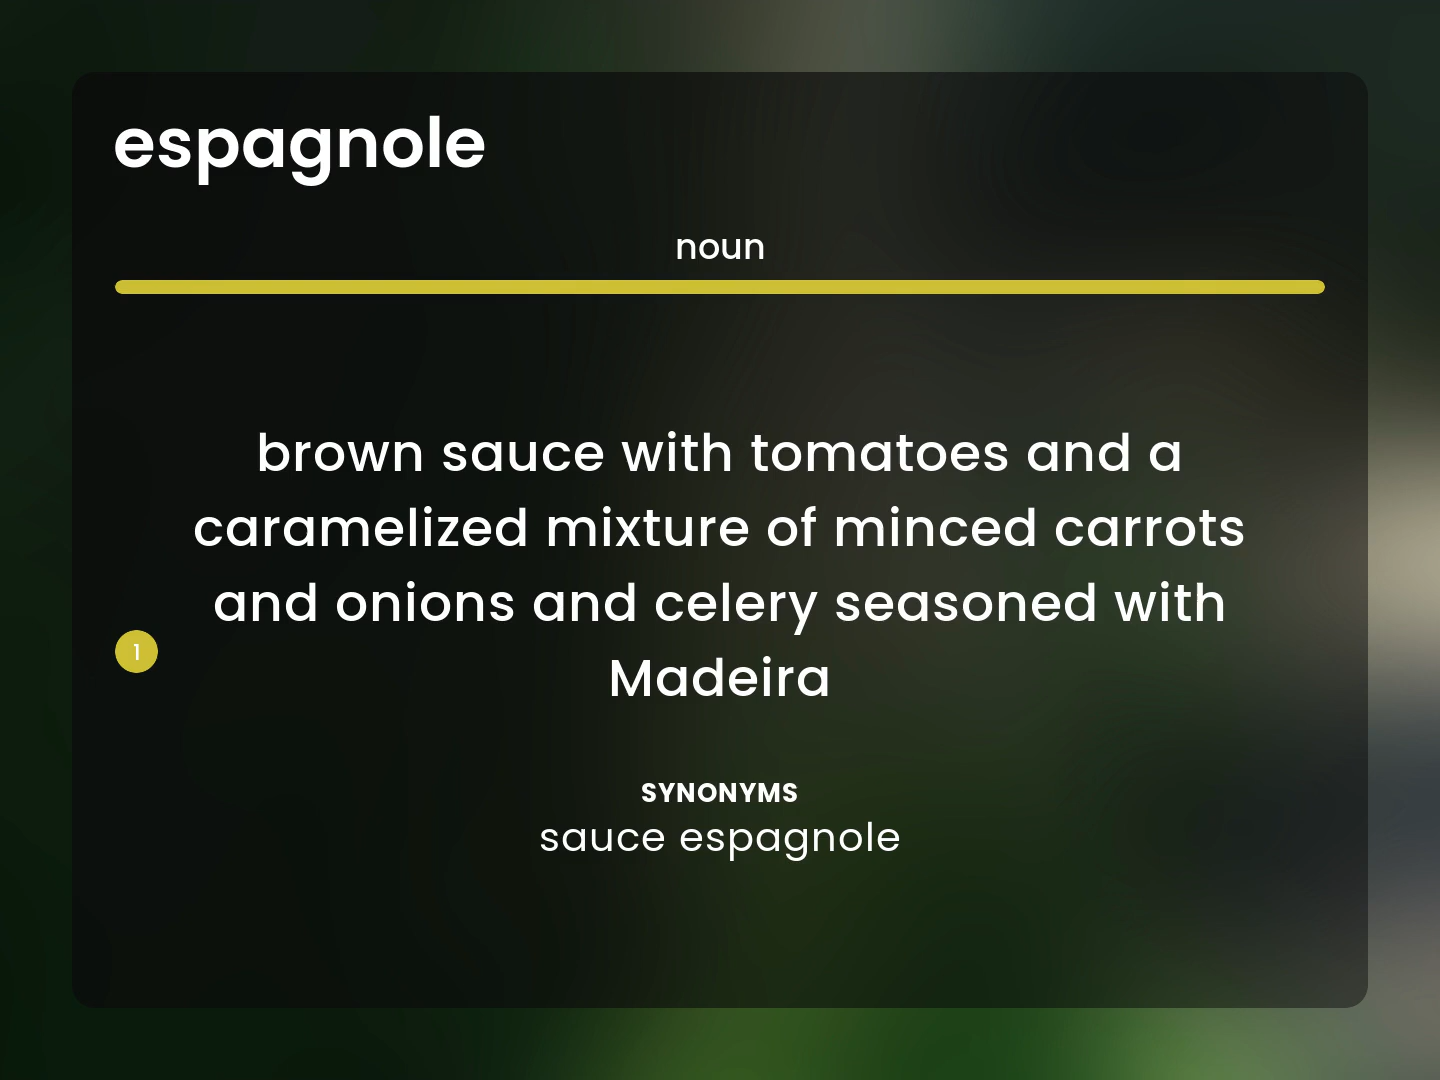 espagnole
noun
brown sauce with tomatoes and a
caramelized mixture of minced carrots
and onions and celery seasoned with
1
Madeira
SYNONYMS
sauce espagnole